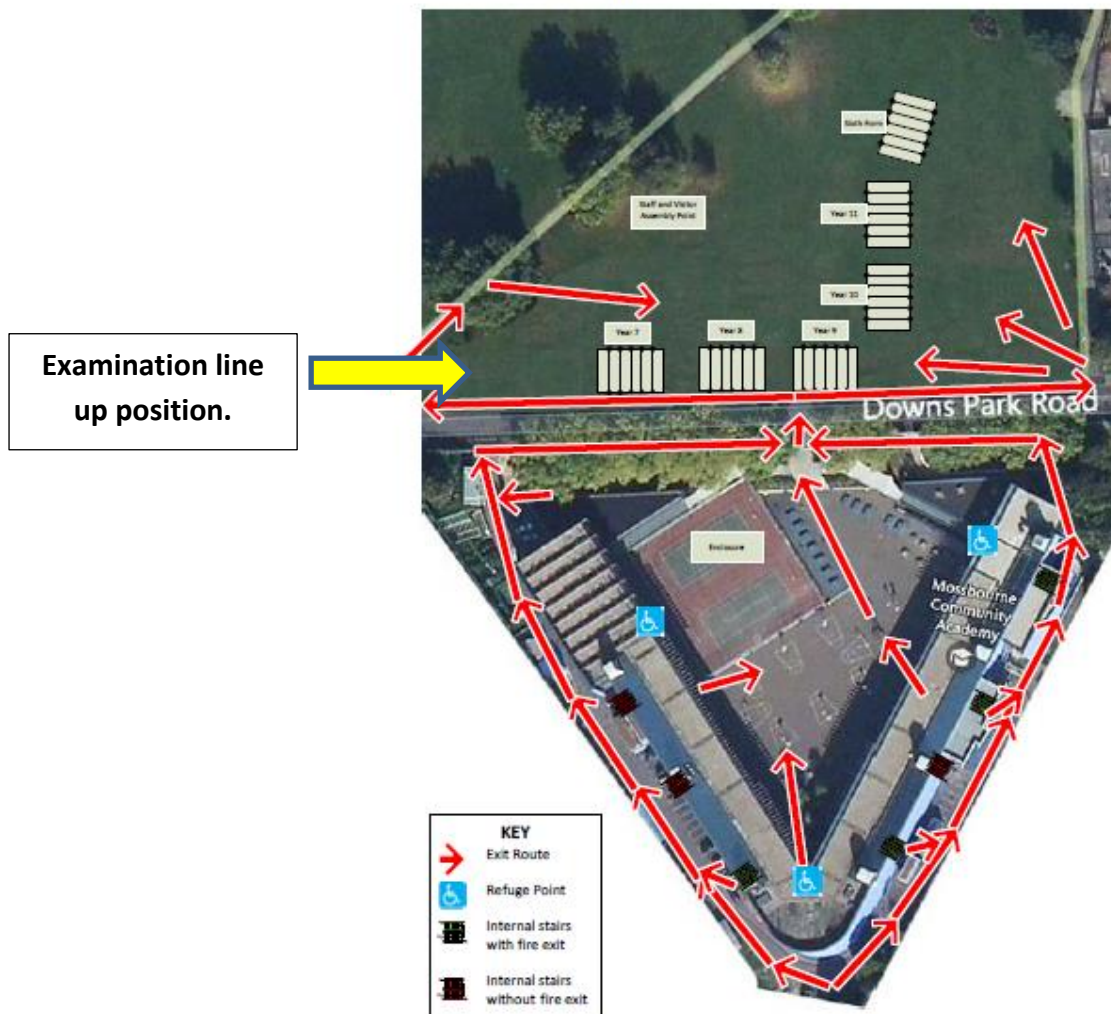 Sixth Form
Staff and Visitor
Assembly Point
Year 11
Year 10
Examination line
up position.
Year 7
Year 8
Year 9
Downs Park Road
Enclosure
Mossbourne
Community
Academy
KEY
Exit Route
Refuge Point
Internal stairs
with fire exit
Internal stairs
without fire exit